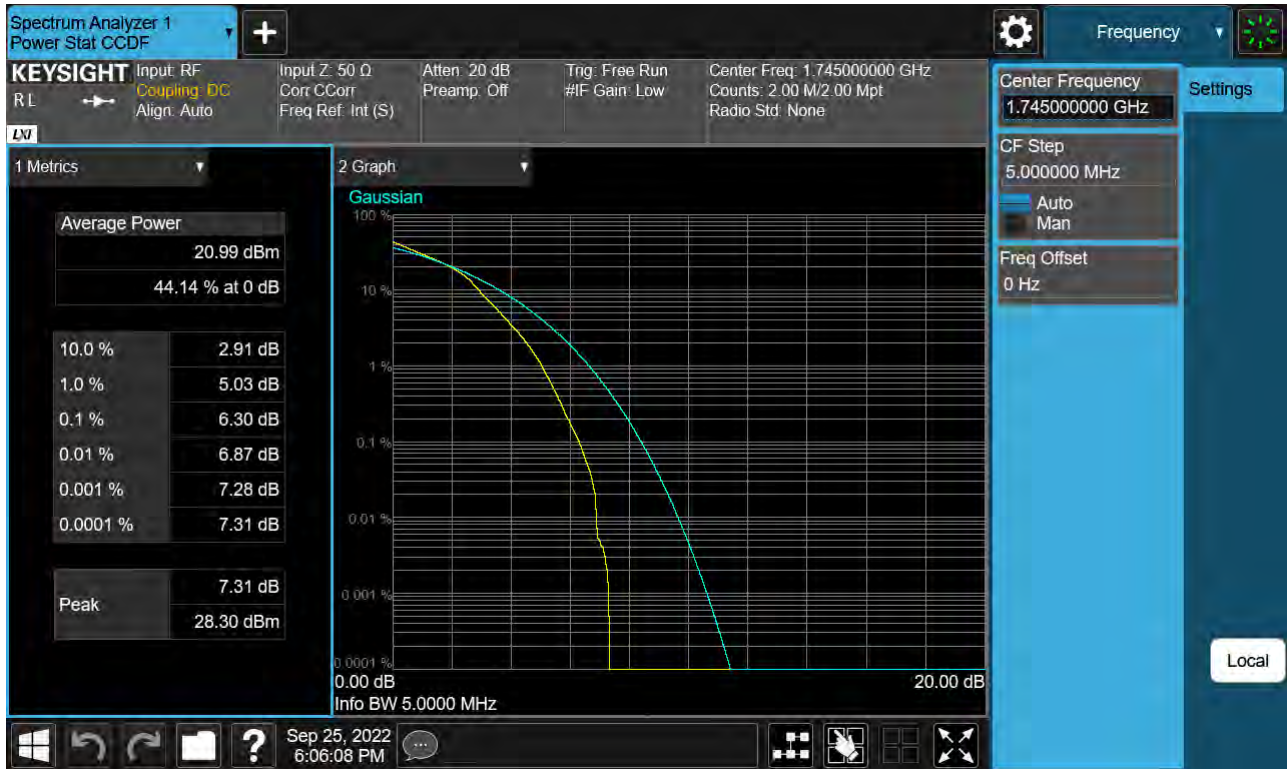 Spectrum Analyzer 1
Power Stat CCDF
+
Frequency
KEYSIGHT
RL
LXI
Input: RF
Coupling: DC
Align: Auto
Input Z: 50 Ω
Corr CCorr
Freq Ref: Int (S)
Atten: 20 dB
Preamp: Off
Trig: Free Run
#IF Gain: Low
Center Freq: 1.745000000 GHz
Counts: 2.00 M/2.00 Mpt
Radio Std: None
Center Frequency
1.745000000 GHz
Settings
CF Step
5.000000 MHz
Auto
Man
Freq Offset
0 Hz
Local
1 Metrics
Average Power
20.99 dBm
44.14 % at 0 dB
10.0 % 2.91 dB
1.0 % 5.03 dB
0.1 % 6.30 dB
0.01 % 6.87 dB
0.001 % 7.28 dB
0.0001 % 7.31 dB
Peak
7.31 dB
28.30 dBm
2 Graph
Gaussian
100 %
10 %
1 %
0.1 %
0.01 %
0.001 %
0.0001 %
0.00 dB 20.00 dB
Info BW 5.0000 MHz
?
Sep 25, 2022
6:06:08 PM